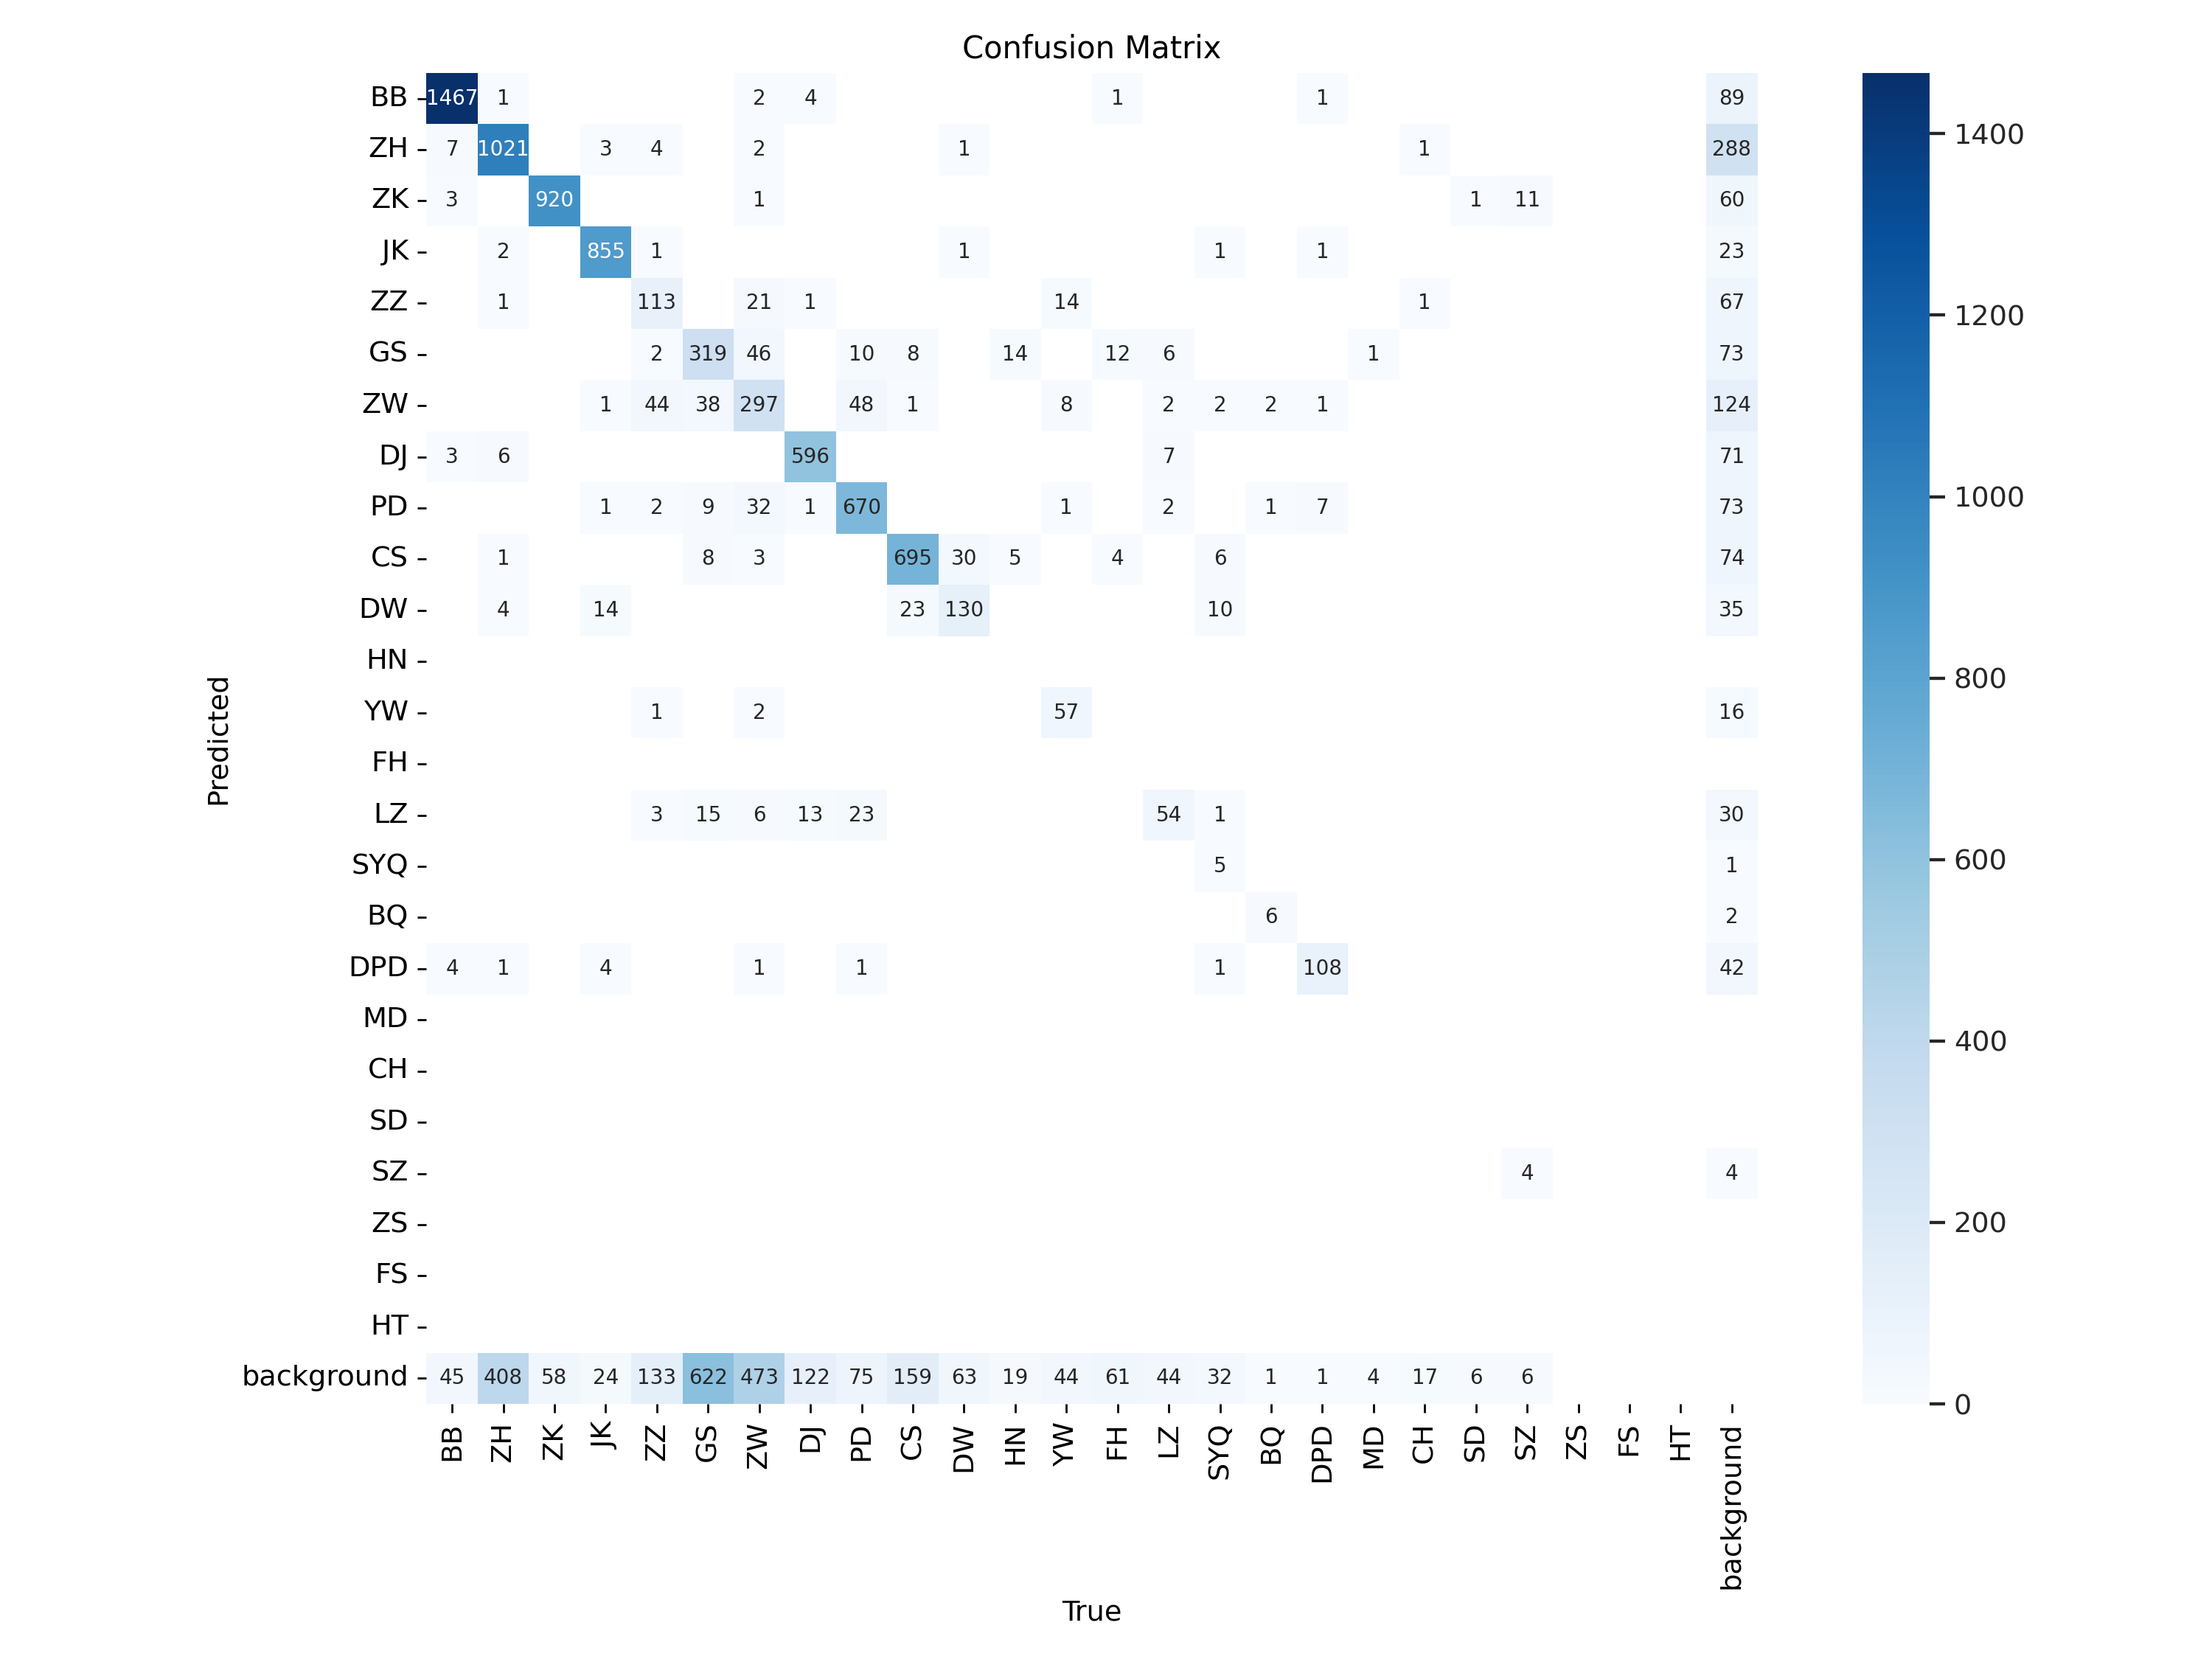 Confusion Matrix
BB 1467 1 2 4 1 1 89
ZH 7 1021 3 4 2 1 1 288
ZK 3 920 1 1 11 60
JK 2 855 1 1 1 1 23
ZZ 1 113 21 1 14 1 67
GS 2 319 46 10 8 14 12 6 1 73
ZW 1 44 38 297 48 1 8 2 2 2 1 124
DJ 3 6 596 7 71
PD 1 2 9 32 1 670 1 2 1 7 73
CS 1 8 3 695 30 5 4 6 74
DW 4 14 23 130 10 35
HN
YW 1 2 57 16
FH
LZ 3 15 6 13 23 54 1 30
SYQ 5 1
BQ 6 2
DPD 4 1 4 1 1 1 108 42
MD
CH
SD
SZ 4 4
ZS
FS
HT
background 45 408 58 24 133 622 473 122 75 159 63 19 44 61 44 32 1 1 4 17 6 6
BB ZH ZK JK ZZ GS ZW DJ PD CS DW HN YW FH LZ SYQ BQ DPD MD CH SD SZ ZS FS HT background
True
Predicted
1400
1200
1000
800
600
400
200
0